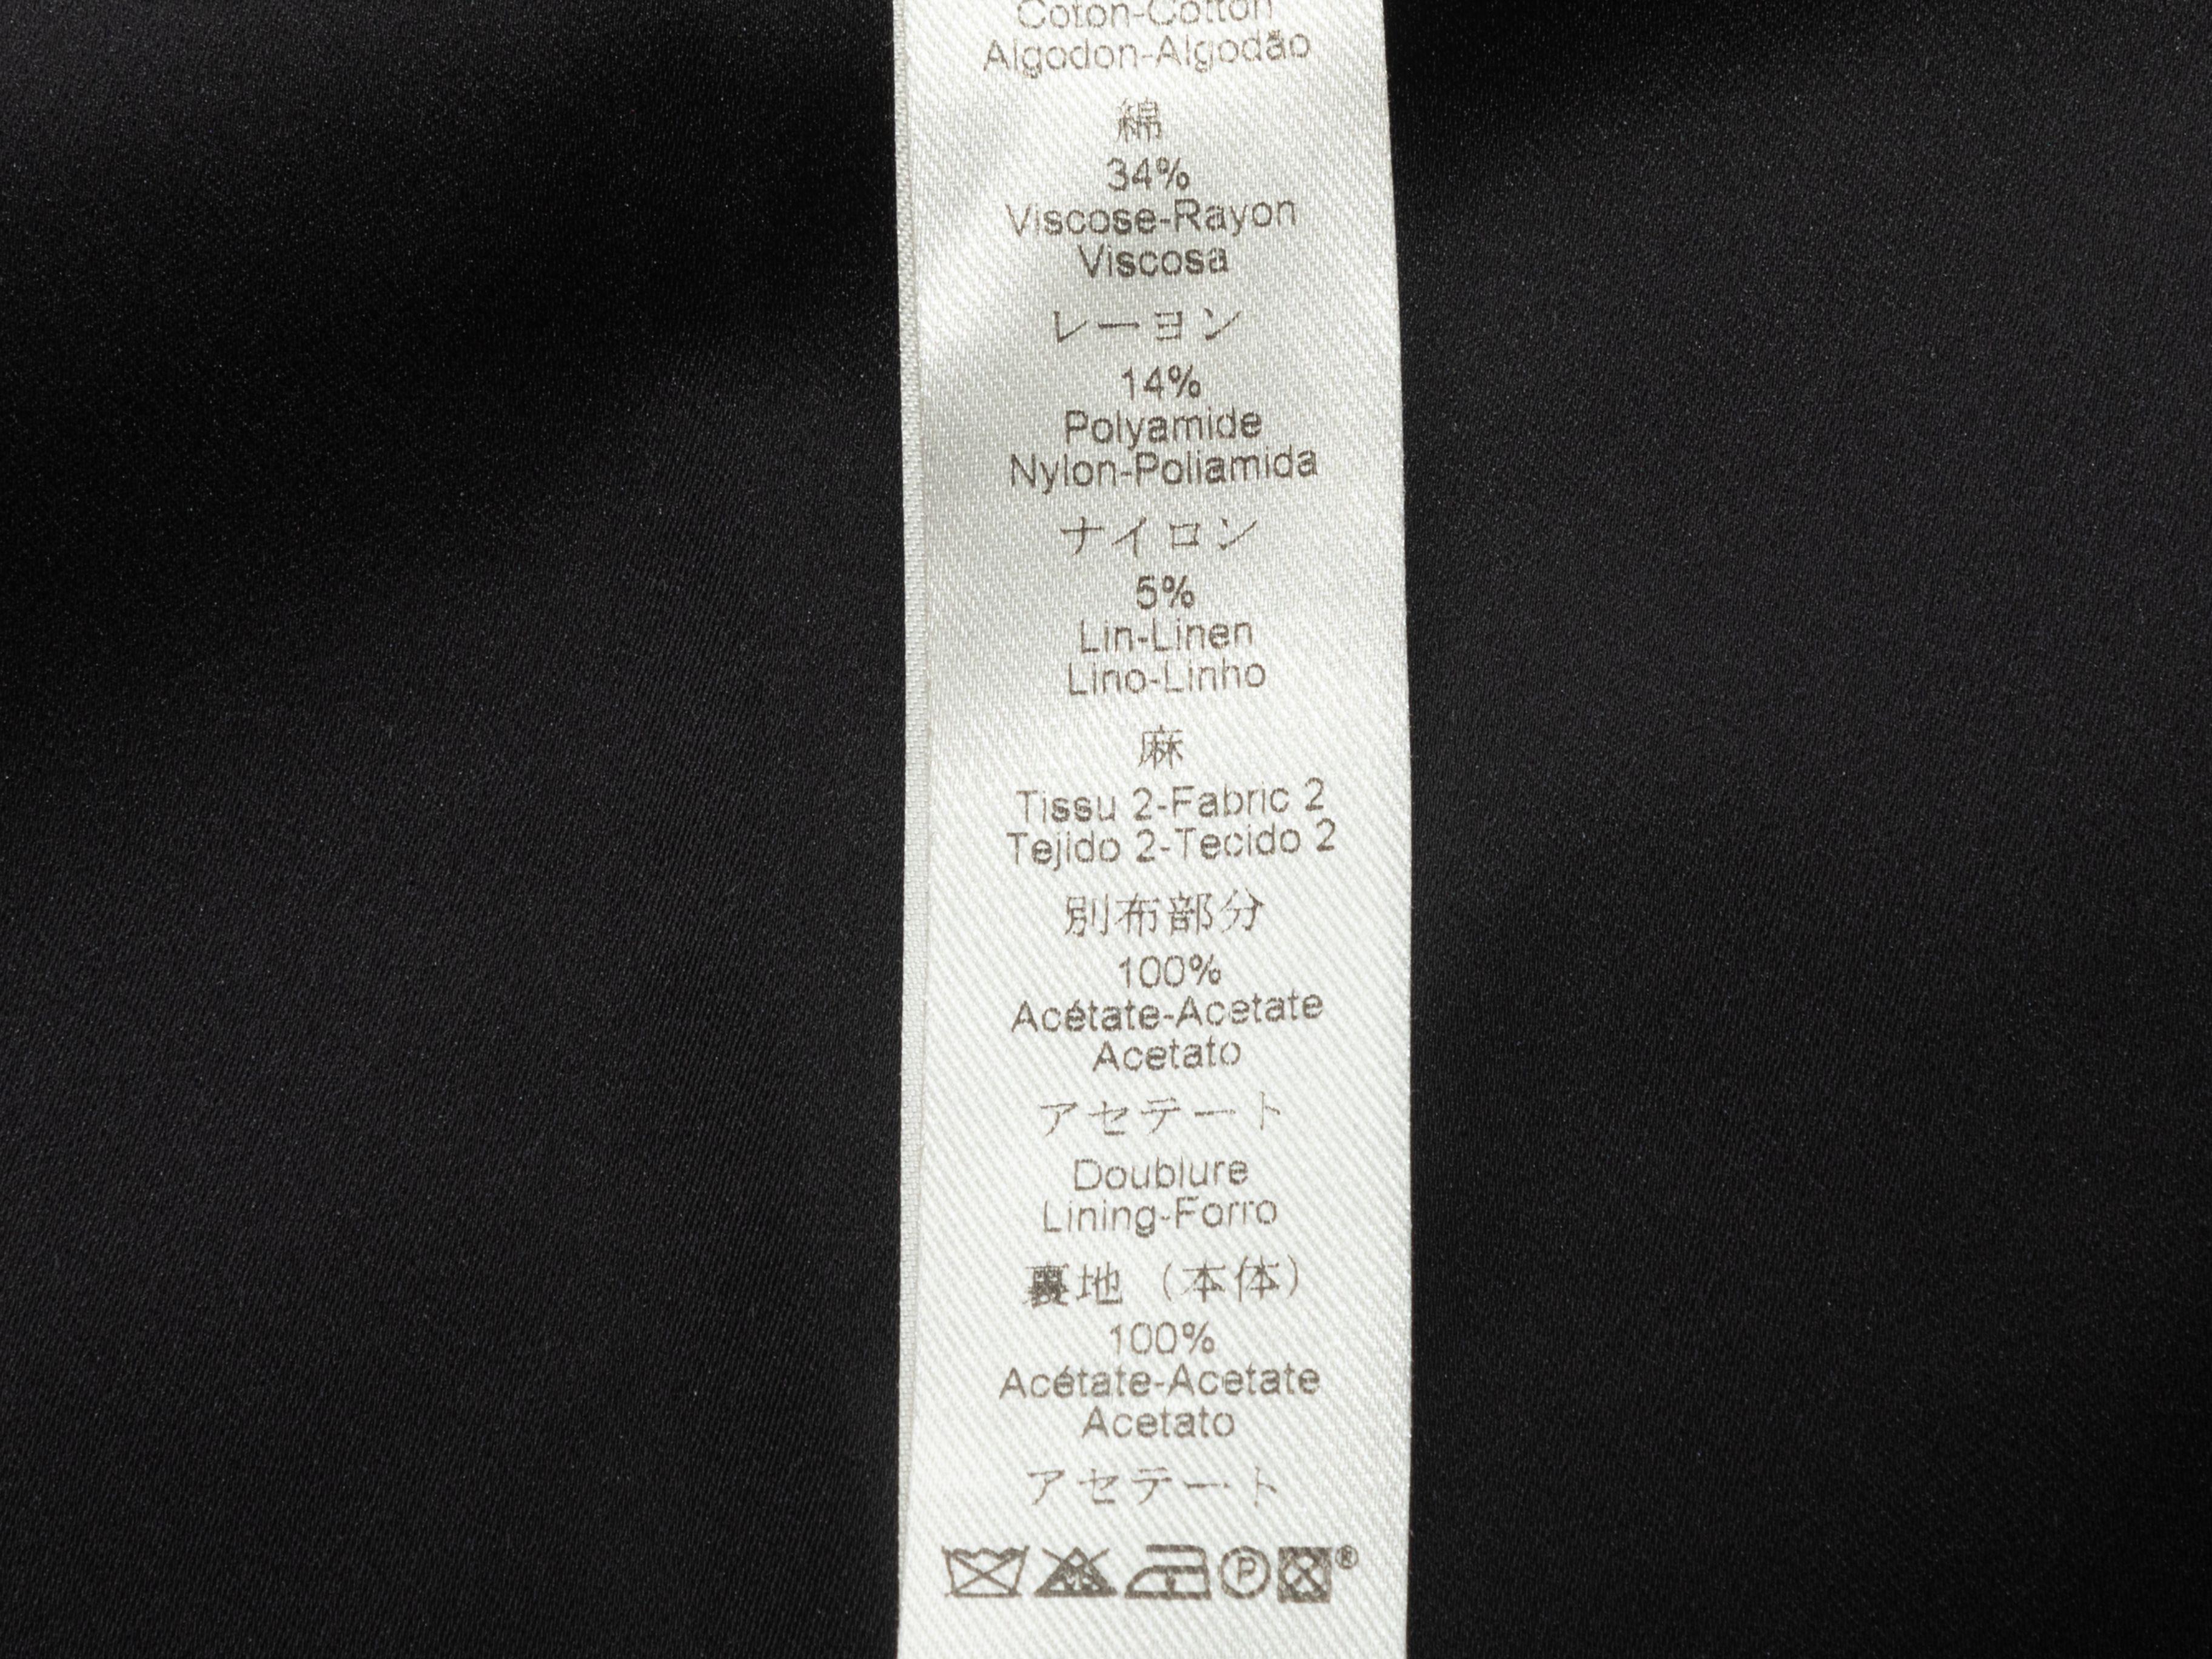 Coton-Cotton
Algodon-Algodão
綿
34%
Viscose-Rayon
Viscosa
レーヨン
14%
Polyamide
Nylon-Poliamida
ナイロン
5%
Lin-Linen
Lino-Linho
麻
Tissu 2-Fabric 2
Tejido 2-Tecido 2
別布部分
100%
Acétate-Acetate
Acetato
アセテート
Doublure
Lining-Forro
裏地（本体）
100%
Acétate-Acetate
Acetato
アセテート
P ®